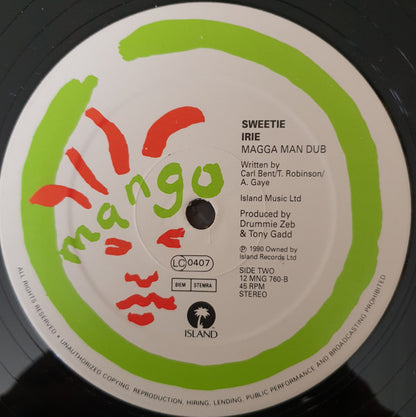 SWEETIE
IRIE
MAGGA MAN DUB
Written by
Carl Bent/T. Robinson/
A. Gaye
Island Music Ltd
Produced by
Drummie Zeb
& Tony Gadd
℗ 1990 Owned by
Island Records Ltd
SIDE TWO
12 MNG 760-B
45 RPM
STEREO
mango
LC 0407
BIEM STEMRA
ISLAND
ALL RIGHTS RESERVED • UNAUTHORIZED COPYING, REPRODUCTION, HIRING, LENDING, PUBLIC PERFORMANCE AND BROADCASTING PROHIBITED